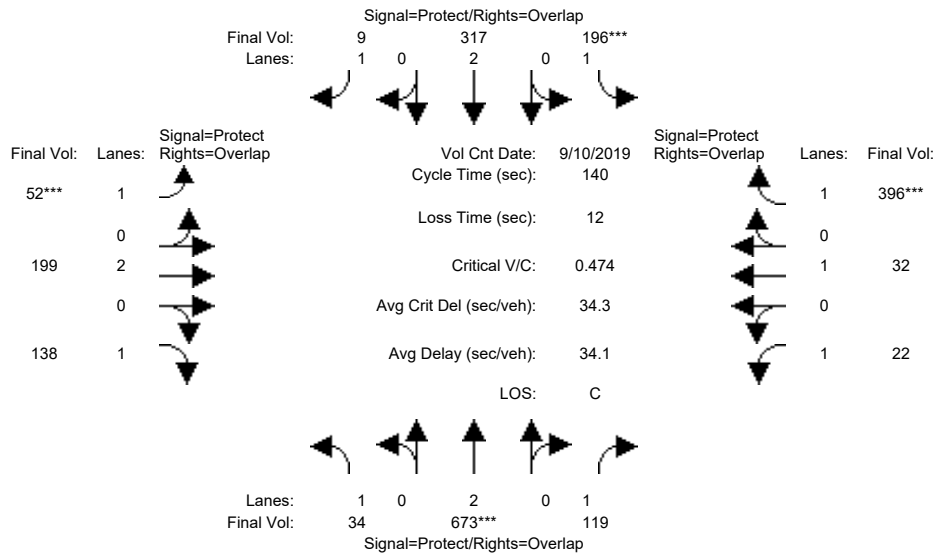 Signal=Protect/Rights=Overlap
Final Vol: 9 317 196***
Lanes: 1 0 2 0 1
Signal=Protect Signal=Protect
Final Vol: Lanes: Rights=Overlap Vol Cnt Date: 9/10/2019 Rights=Overlap Lanes: Final Vol:
Cycle Time (sec): 140
52*** 1 1 396***
Loss Time (sec): 12
0 0
199 2 Critical V/C: 0.474 1 32
0 Avg Crit Del (sec/veh): 34.3 0
138 1 Avg Delay (sec/veh): 34.1 1 22
LOS: C
Lanes: 1 0 2 0 1
Final Vol: 34 673*** 119
Signal=Protect/Rights=Overlap